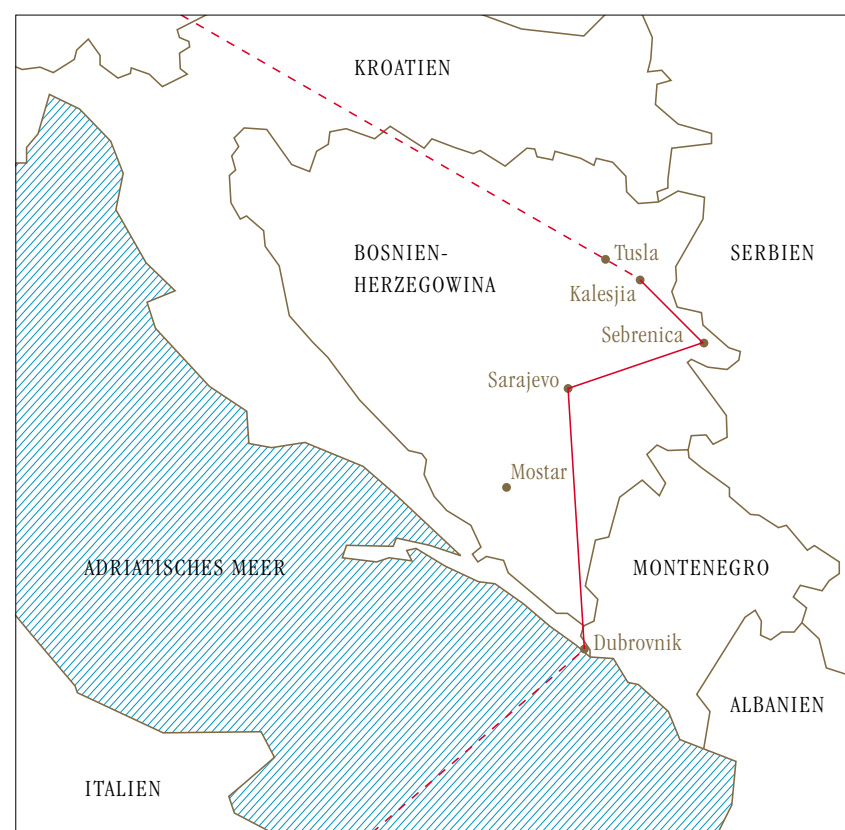 KROATIEN
BOSNIEN-
HERZEGOWINA
Tusla
SERBIEN
Kalesjia
Sebrenica
Sarajevo
Mostar
ADRIATISCHES MEER
MONTENEGRO
Dubrovnik
ALBANIEN
ITALIEN